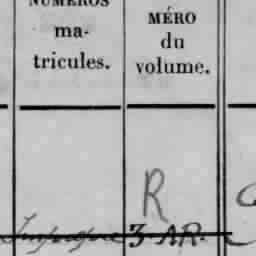 NUMÉROS
ma-
tricules.
MÉRO
du
volume.
R
3 AR.